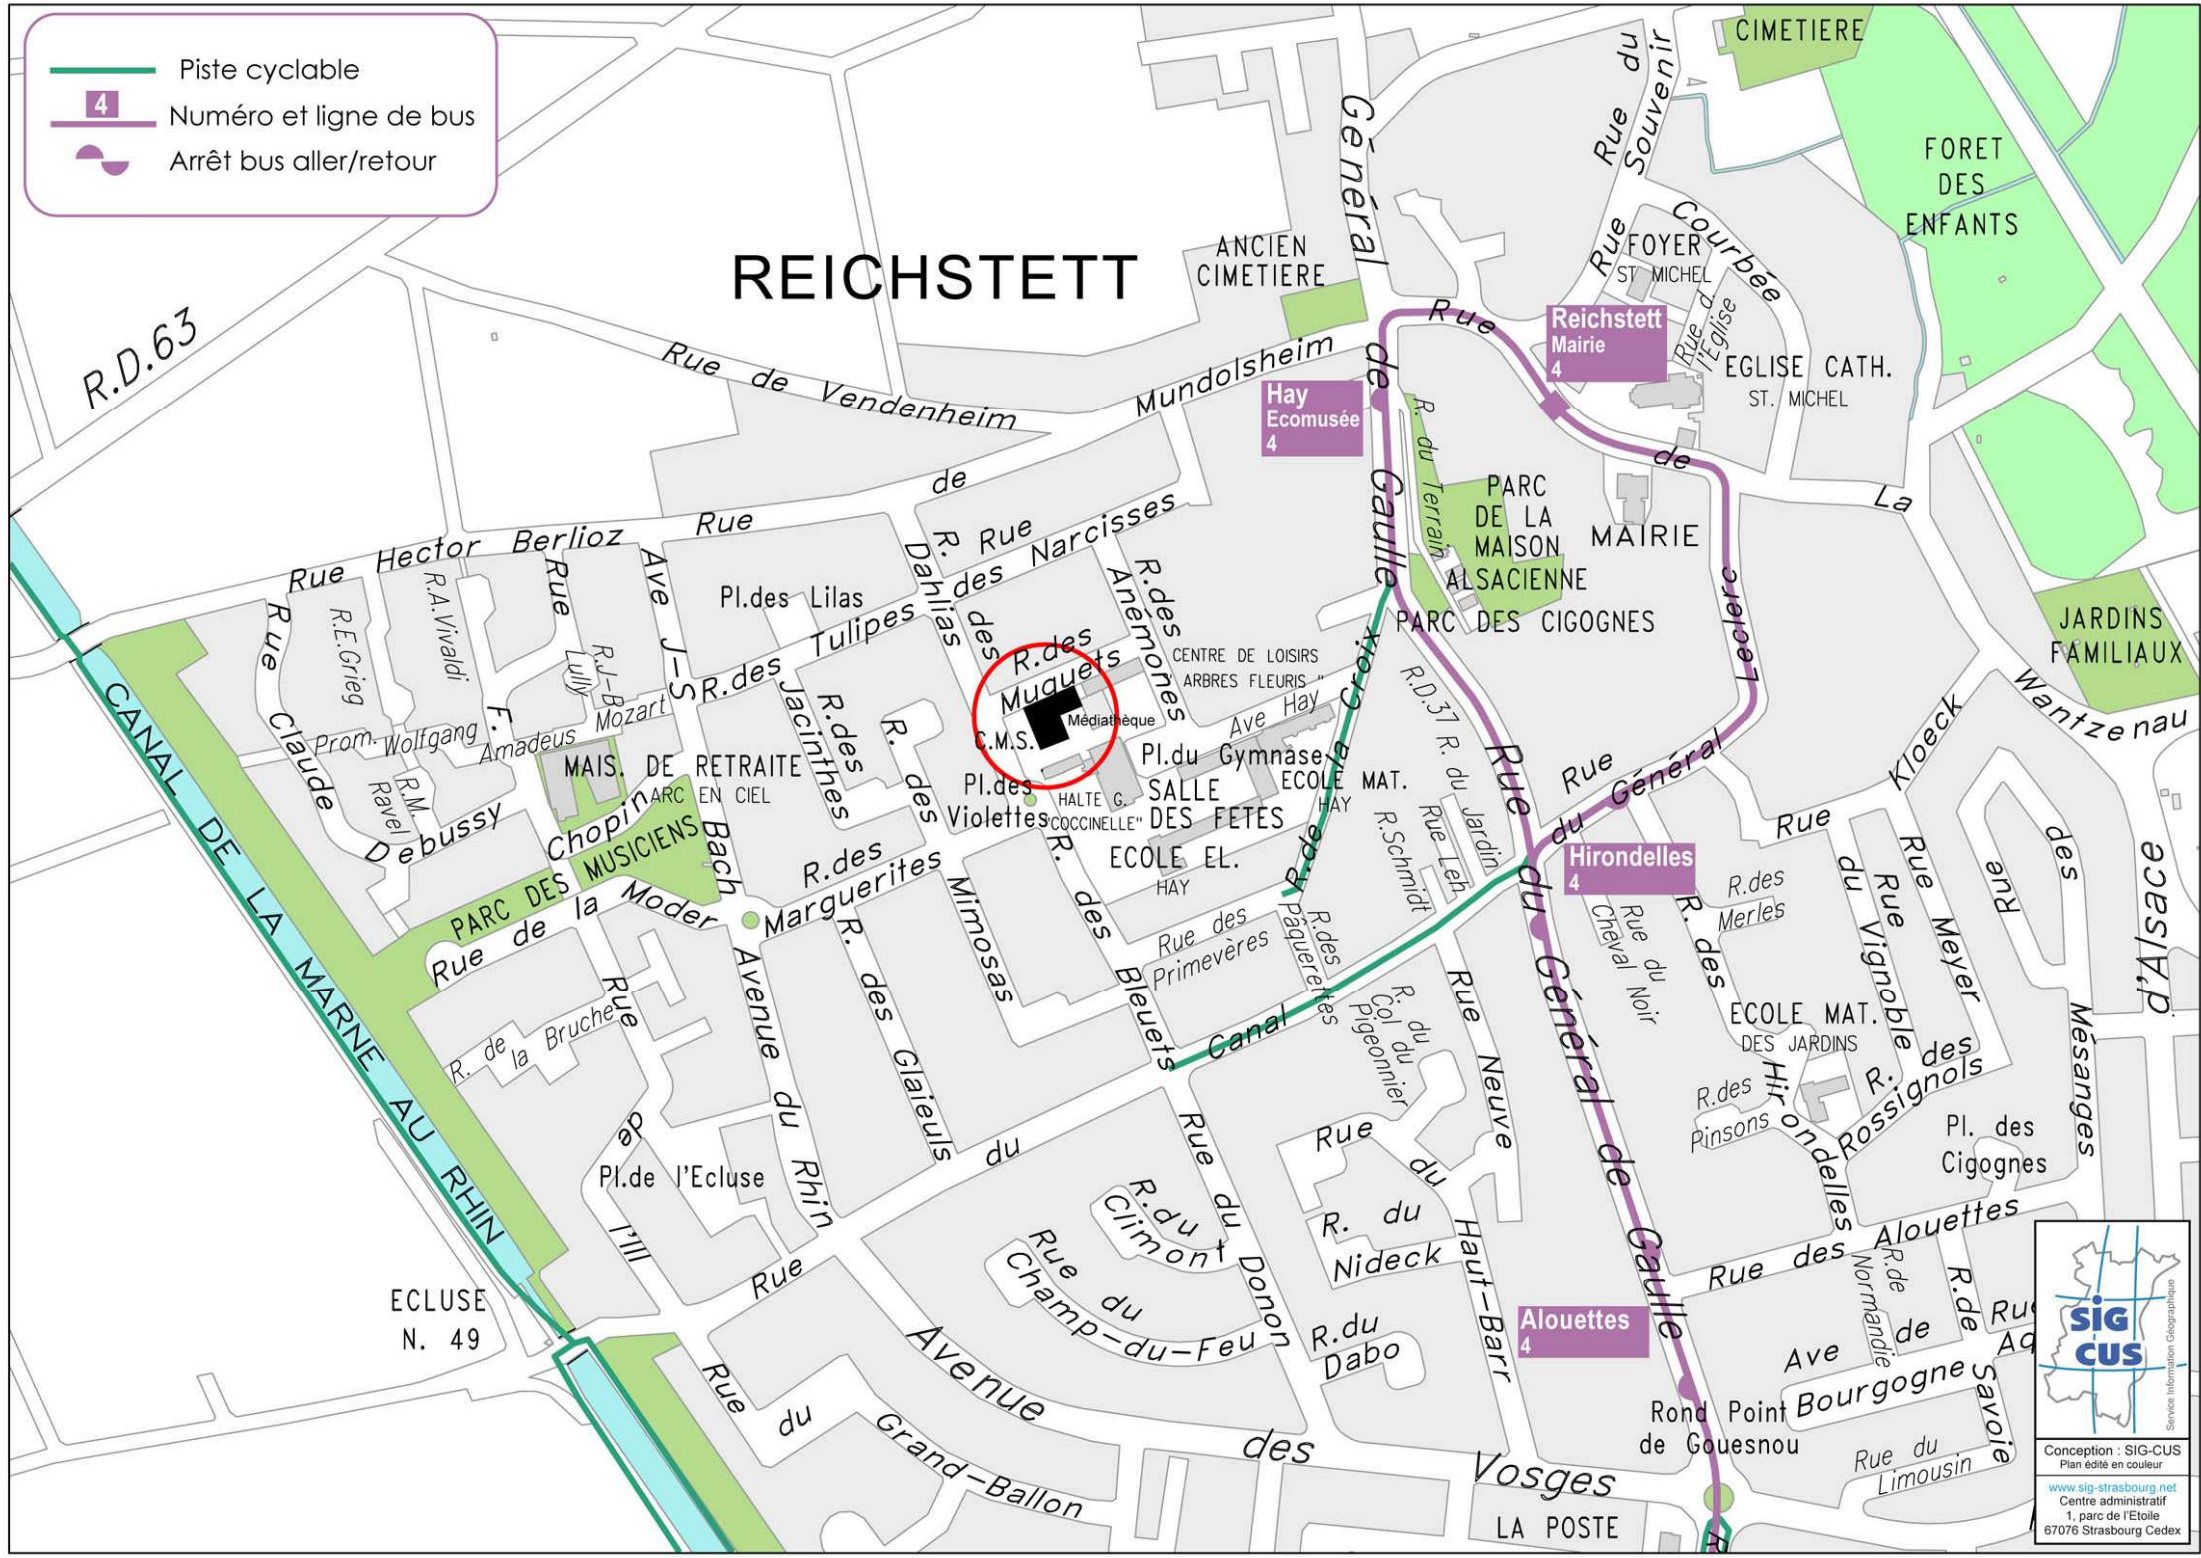 Piste cyclable
4
Numéro et ligne de bus
Arrêt bus aller/retour
REICHSTETT
CIMETIERE
FORET
DES
ENFANTS
Rue du
Souvenir
Rue
Courbée
FOYER
ST MICHEL
Rue d.
l'Eglise
EGLISE CATH.
ST. MICHEL
ANCIEN
CIMETIERE
Général
de
Gaulle
Rue
de
La
Wantzenau
Reichstett
Mairie
4
Hay
Ecomusée
4
R.D.63
Rue de Vendenheim
Rue de Mundolsheim
R. du Terrain
PARC
DE LA
MAISON
ALSACIENNE
PARC DES CIGOGNES
MAIRIE
Leclerc
JARDINS
FAMILIAUX
Rue Hector Berlioz
Rue Claude
Debussy
R.E.Grieg
R.A.Vivaldi
Rue
F.
Chopin
R.J-B
Lully
Ave J-S
Bach
Prom. Wolfgang
Amadeus Mozart
R.M.
Ravel
Pl.des Lilas
R.des Tulipes
R. des
Dahlias
Rue des Narcisses
R.des
Anémones
R.des
Muguets
Médiathèque
C.M.S.
CENTRE DE LOISIRS
ARBRES FLEURIS "
Ave Hay
Pl.du Gymnase
SALLE
DES FETES
HALTE G.
"COCCINELLE"
Pl.des
Violettes
ECOLE MAT.
HAY
ECOLE EL.
HAY
R.de la Croix
R.des
Jacinthes
R. des
Mimosas
MAIS. DE RETRAITE
ARC EN CIEL
PARC DES MUSICIENS
Rue de la Moder
R.des
Marguerites
R. des Glaieuls
R. des
Bleuets
Rue des
Primevères
R.des
Pâquerettes
R.D.37
R. du Jardin
Rue Leh
R.Schmidt
Rue du Général de Gaulle
Rue du Général
Hirondelles
4
Rue Kloeck
Rue
du Vignoble
Rue Meyer
Rue des
Mésanges
d'Alsace
R.des
Merles
Rue du
Cheval Noir
R. des
Hirondelles
ECOLE MAT.
DES JARDINS
R.des
Pinsons
R. des
Rossignols
Pl. des
Cigognes
Rue des Alouettes
CANAL DE LA MARNE AU RHIN
R. de
la Bruche
Rue
de
l'Ill
Pl.de l'Ecluse
Avenue du Rhin
Rue du Canal
R. du
Col du
Pigeonnier
Rue Neuve
Rue du
Haut-Barr
R. du
Nideck
R.du
Dabo
Rue du Donon
R.du
Climont
Rue du
Champ-du-Feu
ECLUSE
N. 49
Rue du
Grand-Ballon
Avenue des Vosges
LA POSTE
Alouettes
4
Rond Point
de Gouesnou
Ave de
Bourgogne
R.de
Normandie
R.de
Savoie
Rue
Aq
Rue du
Limousin
R
SiG
CUS
Service Information Géographique
Conception : SIG-CUS
Plan édité en couleur
www.sig-strasbourg.net
Centre administratif
1, parc de l'Etoile
67076 Strasbourg Cedex